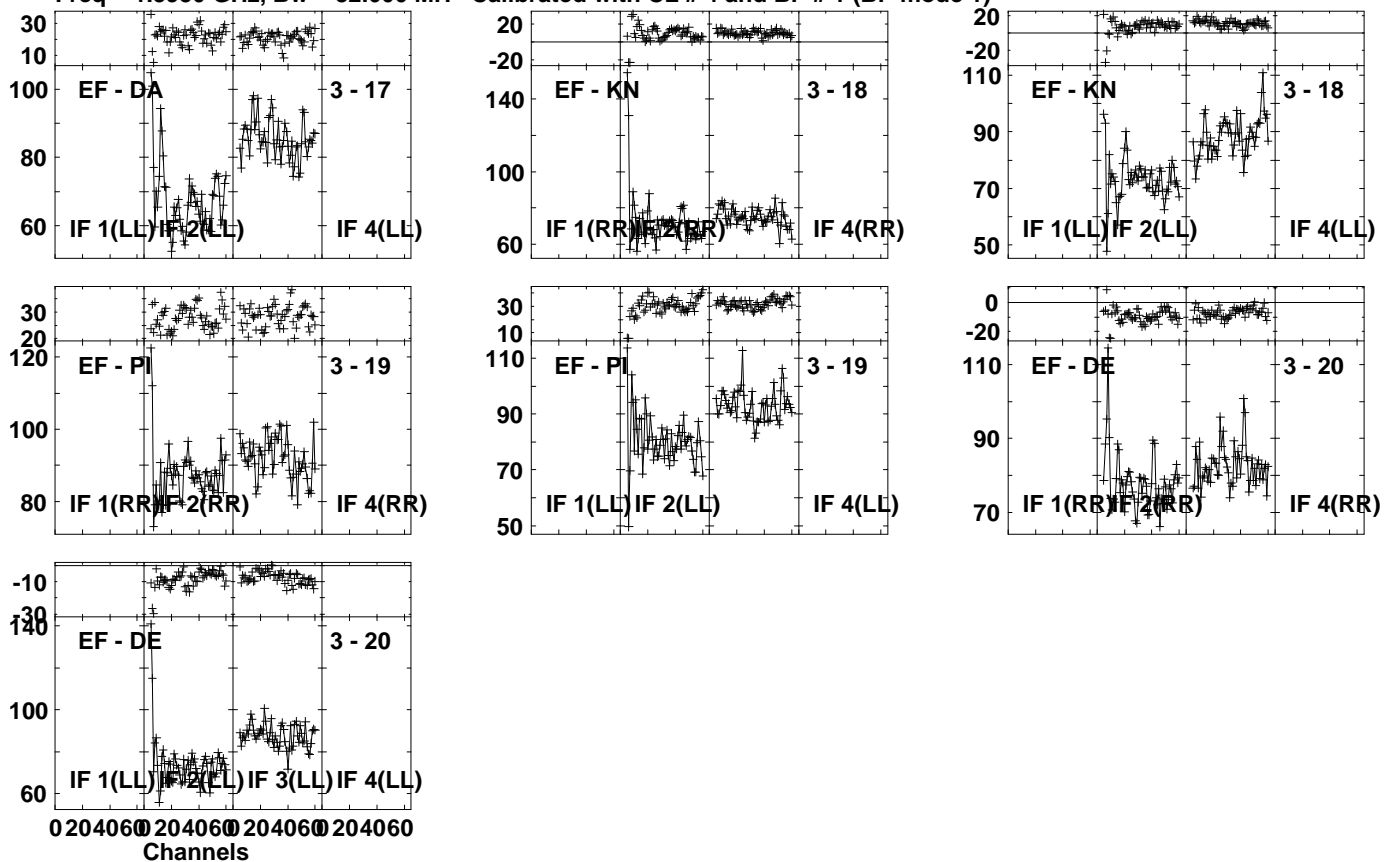 30 10
100 80 60
EF - DA 3 - 17
IF 1(LL) IF 2(LL) IF 4(LL)
20 0 -20
140 100 60
EF - KN 3 - 18
IF 1(RR) IF 2(RR) IF 4(RR)
20 -20
110 90 70 50
EF - KN 3 - 18
IF 1(LL) IF 2(LL) IF 4(LL)
30 20
120 100 80
EF - PI 3 - 19
IF 1(RR) IF 2(RR) IF 4(RR)
30 10
110 90 70 50
EF - PI 3 - 19
IF 1(LL) IF 2(LL) IF 4(LL)
0 -20
110 90 70
EF - DE 3 - 20
IF 1(RR) IF 2(RR) IF 4(RR)
-10 -30
140 100 60
EF - DE 3 - 20
IF 1(LL) IF 2(LL) IF 3(LL) IF 4(LL)
0 20 40 60 0 20 40 60 0 20 40 60 0 20 40 60
Channels